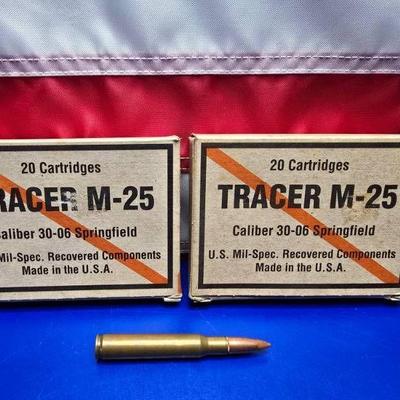 20 Cartridges
RACER M-25
aliber 30-06 Springfield
Mil-Spec. Recovered Components
Made in the U.S.A.
20 Cartridges
TRACER M-25
Caliber 30-06 Springfield
U.S. Mil-Spec. Recovered Components
Made in the U.S.A.